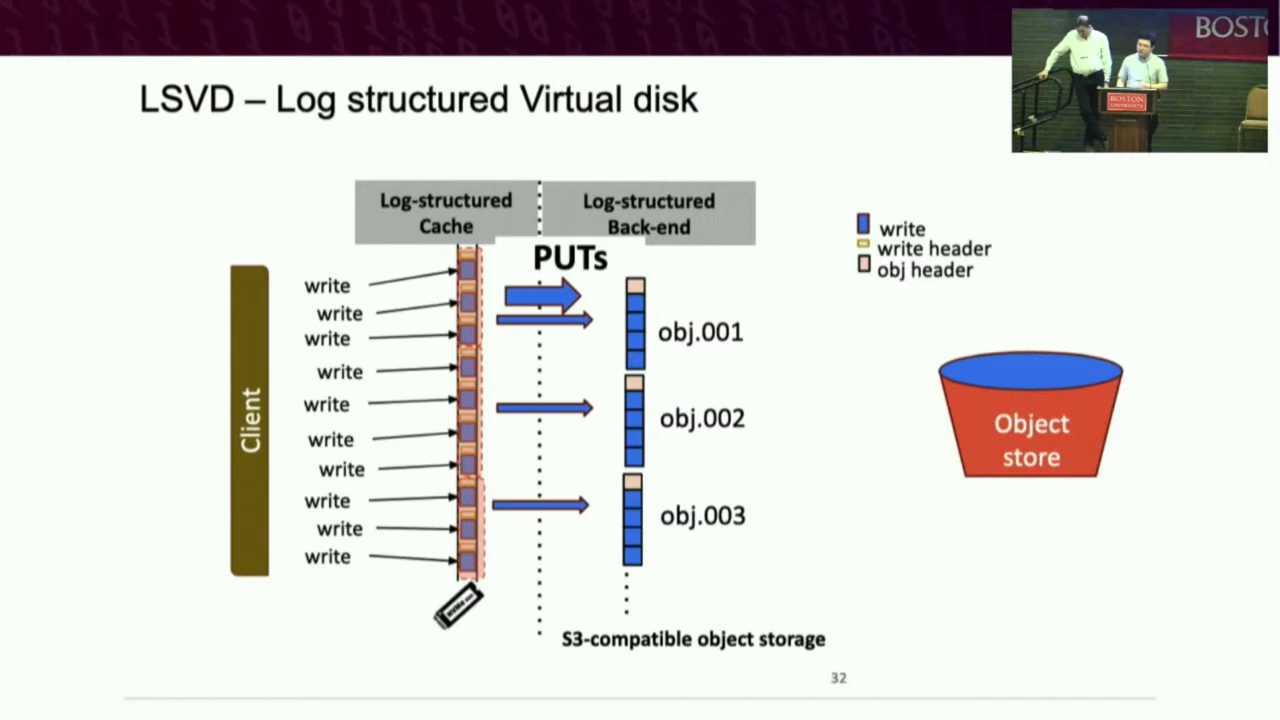 LSVD – Log structured Virtual disk
BOSTON
UNIVERSITY
Log-structured
Cache
Log-structured
Back-end
PUTs
write
write header
obj header
Client
write
write
write
write
write
write
write
write
write
write
obj.001
obj.002
obj.003
Object
store
S3-compatible object storage
32